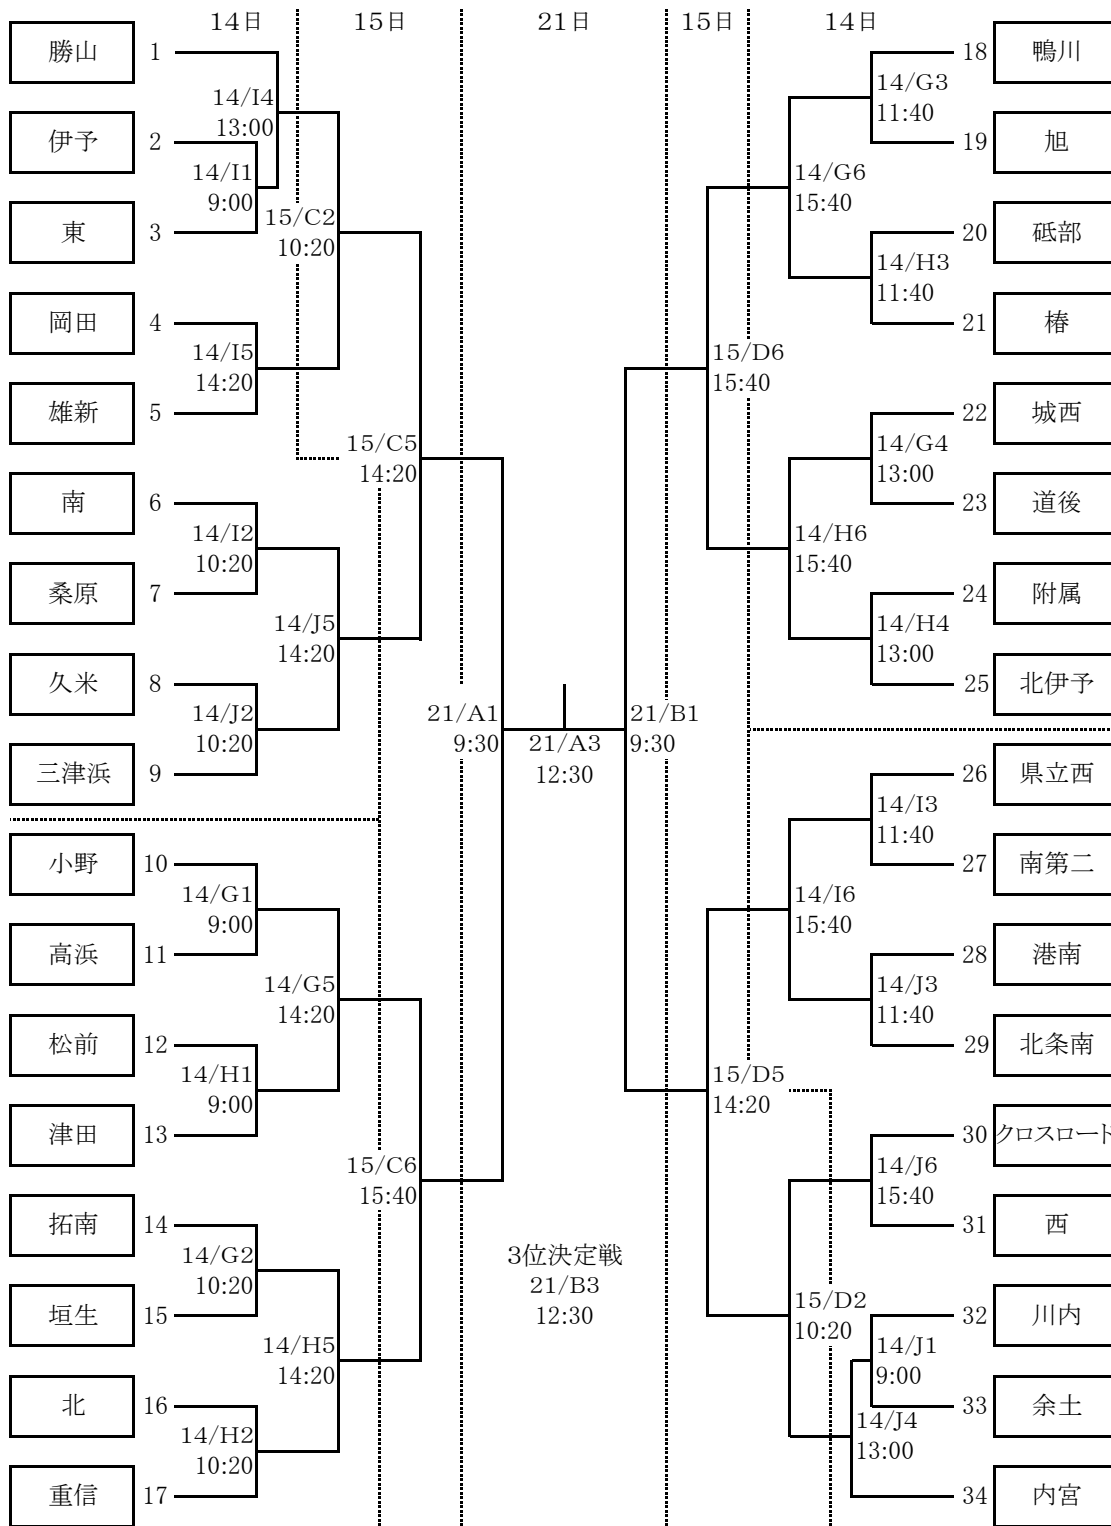 14日
15日
21日
15日
14日
勝山 1
14/I4
13:00
伊予 2
14/I1
9:00
東 3
15/C2
10:20
岡田 4
14/I5
14:20
雄新 5
15/C5
14:20
南 6
14/I2
10:20
桑原 7
14/J5
14:20
久米 8
14/J2
10:20
三津浜 9
21/A1
9:30
小野 10
14/G1
9:00
高浜 11
14/G5
14:20
松前 12
14/H1
9:00
津田 13
15/C6
15:40
拓南 14
14/G2
10:20
垣生 15
14/H5
14:20
北 16
14/H2
10:20
重信 17
21/A3
12:30
3位決定戦
21/B3
12:30
18 鴨川
14/G3
11:40
19 旭
14/G6
15:40
20 砥部
14/H3
11:40
21 椿
15/D6
15:40
22 城西
14/G4
13:00
23 道後
14/H6
15:40
24 附属
14/H4
13:00
25 北伊予
21/B1
9:30
26 県立西
14/I3
11:40
27 南第二
14/I6
15:40
28 港南
14/J3
11:40
29 北条南
15/D5
14:20
30 クロスロード
14/J6
15:40
31 西
15/D2
10:20
32 川内
14/J1
9:00
33 余土
14/J4
13:00
34 内宮